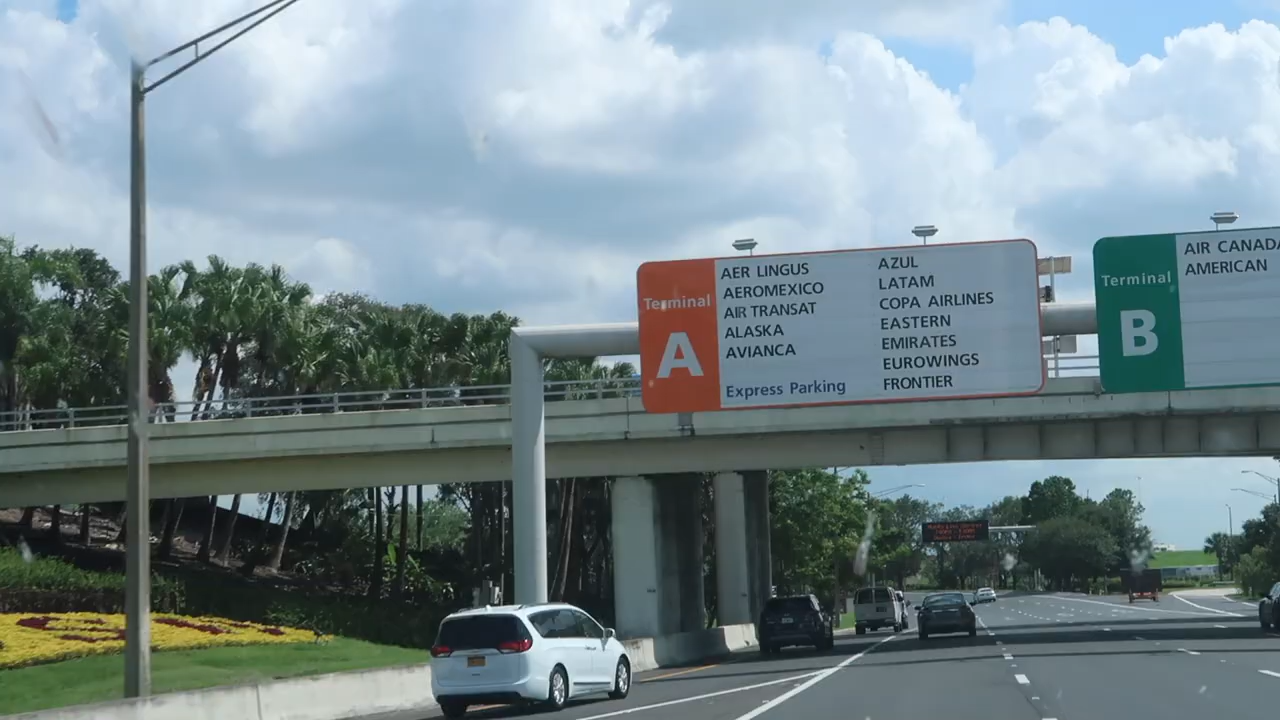 Terminal
A
AER LINGUS
AEROMEXICO
AIR TRANSAT
ALASKA
AVIANCA
Express Parking
AZUL
LATAM
COPA AIRLINES
EASTERN
EMIRATES
EUROWINGS
FRONTIER
Terminal
B
AIR CANADA
AMERICAN